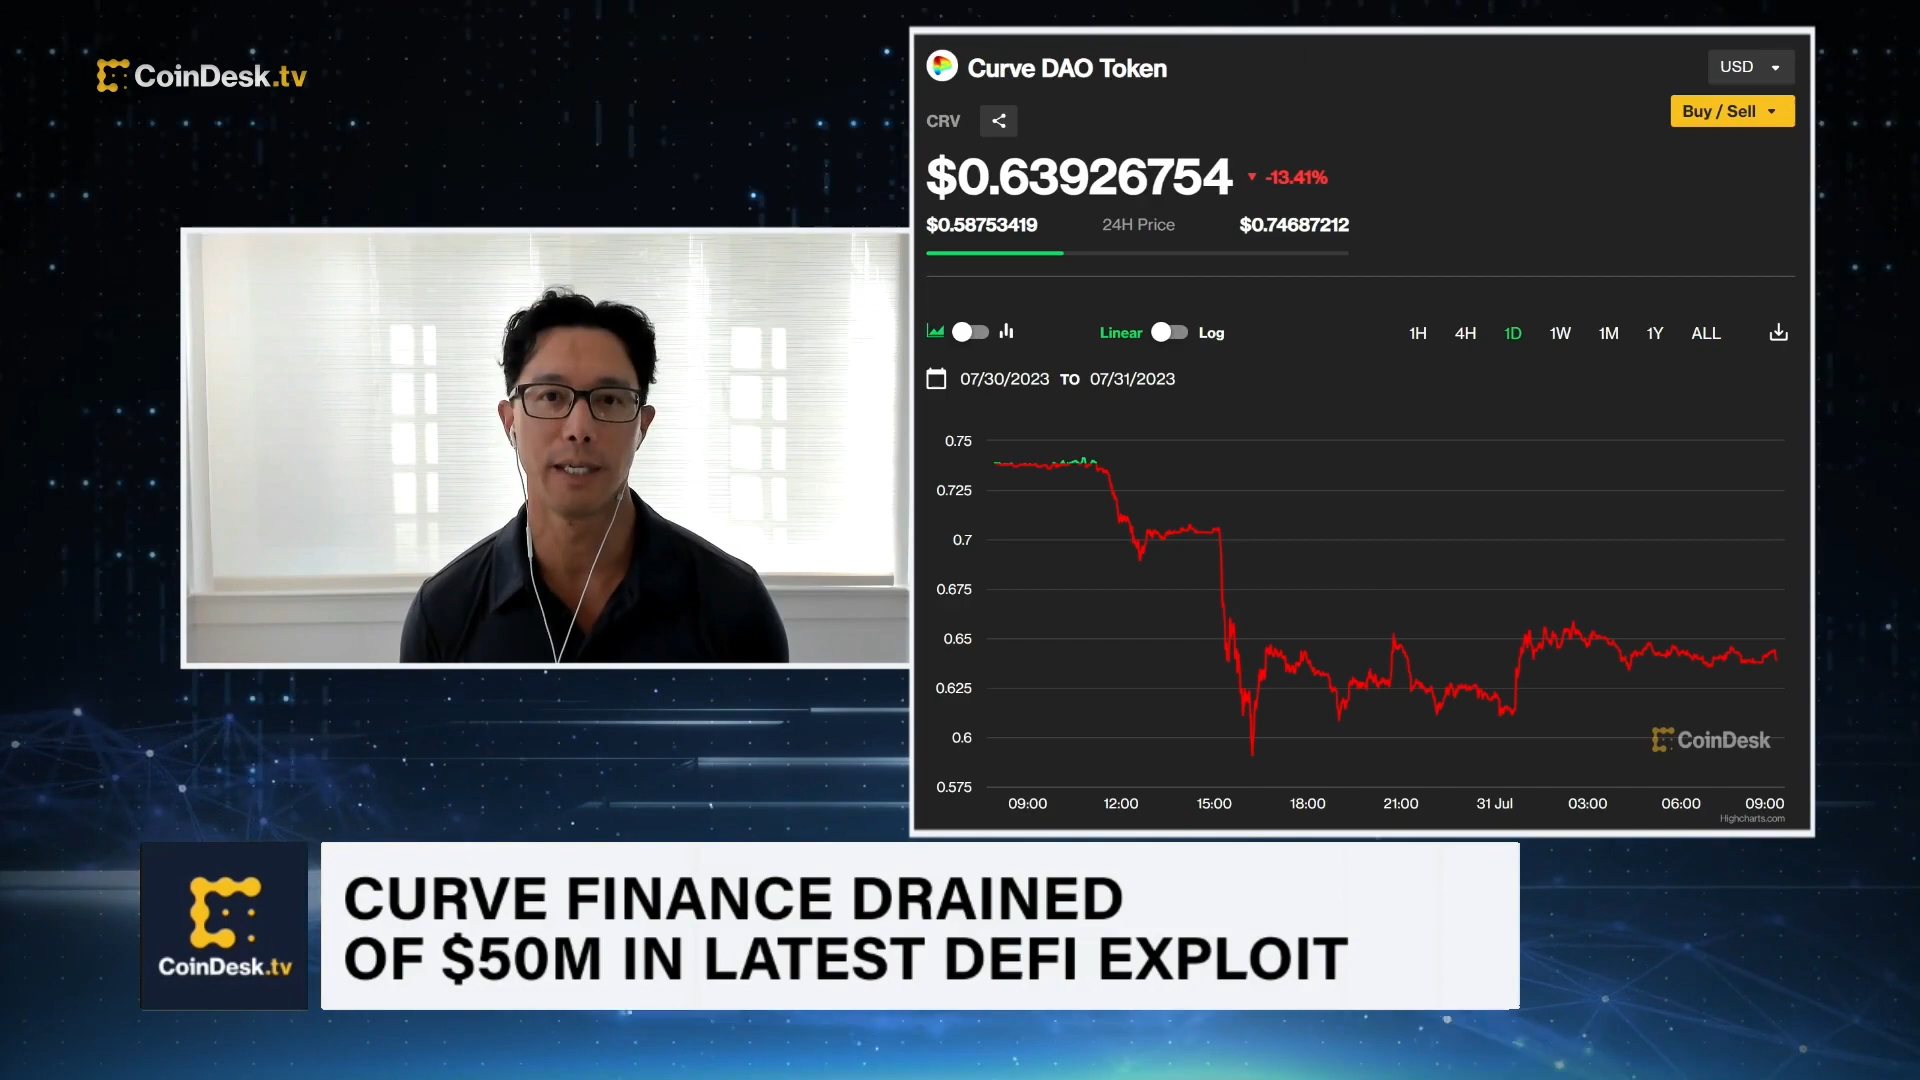 CoinDesk.tv
Curve DAO Token
USD
CRV
Buy / Sell
$0.63926754 -13.41%
$0.58753419 24H Price $0.74687212
Linear Log 1H 4H 1D 1W 1M 1Y ALL
07/30/2023 TO 07/31/2023
0.75
0.725
0.7
0.675
0.65
0.625
0.6
0.575
CoinDesk
09:00 12:00 15:00 18:00 21:00 31 Jul 03:00 06:00 09:00
Highcharts.com
CoinDesk.tv
CURVE FINANCE DRAINED
OF $50M IN LATEST DEFI EXPLOIT